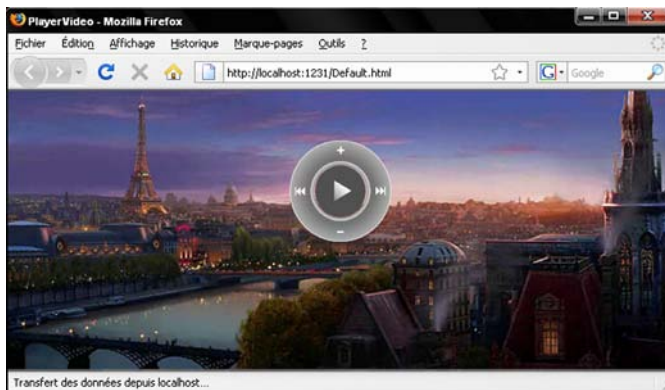 PlayerVideo - Mozilla Firefox
Fichier Édition Affichage Historique Marque-pages Outils ?
http://localhost:1231/Default.html G Google
Transfert des données depuis localhost...